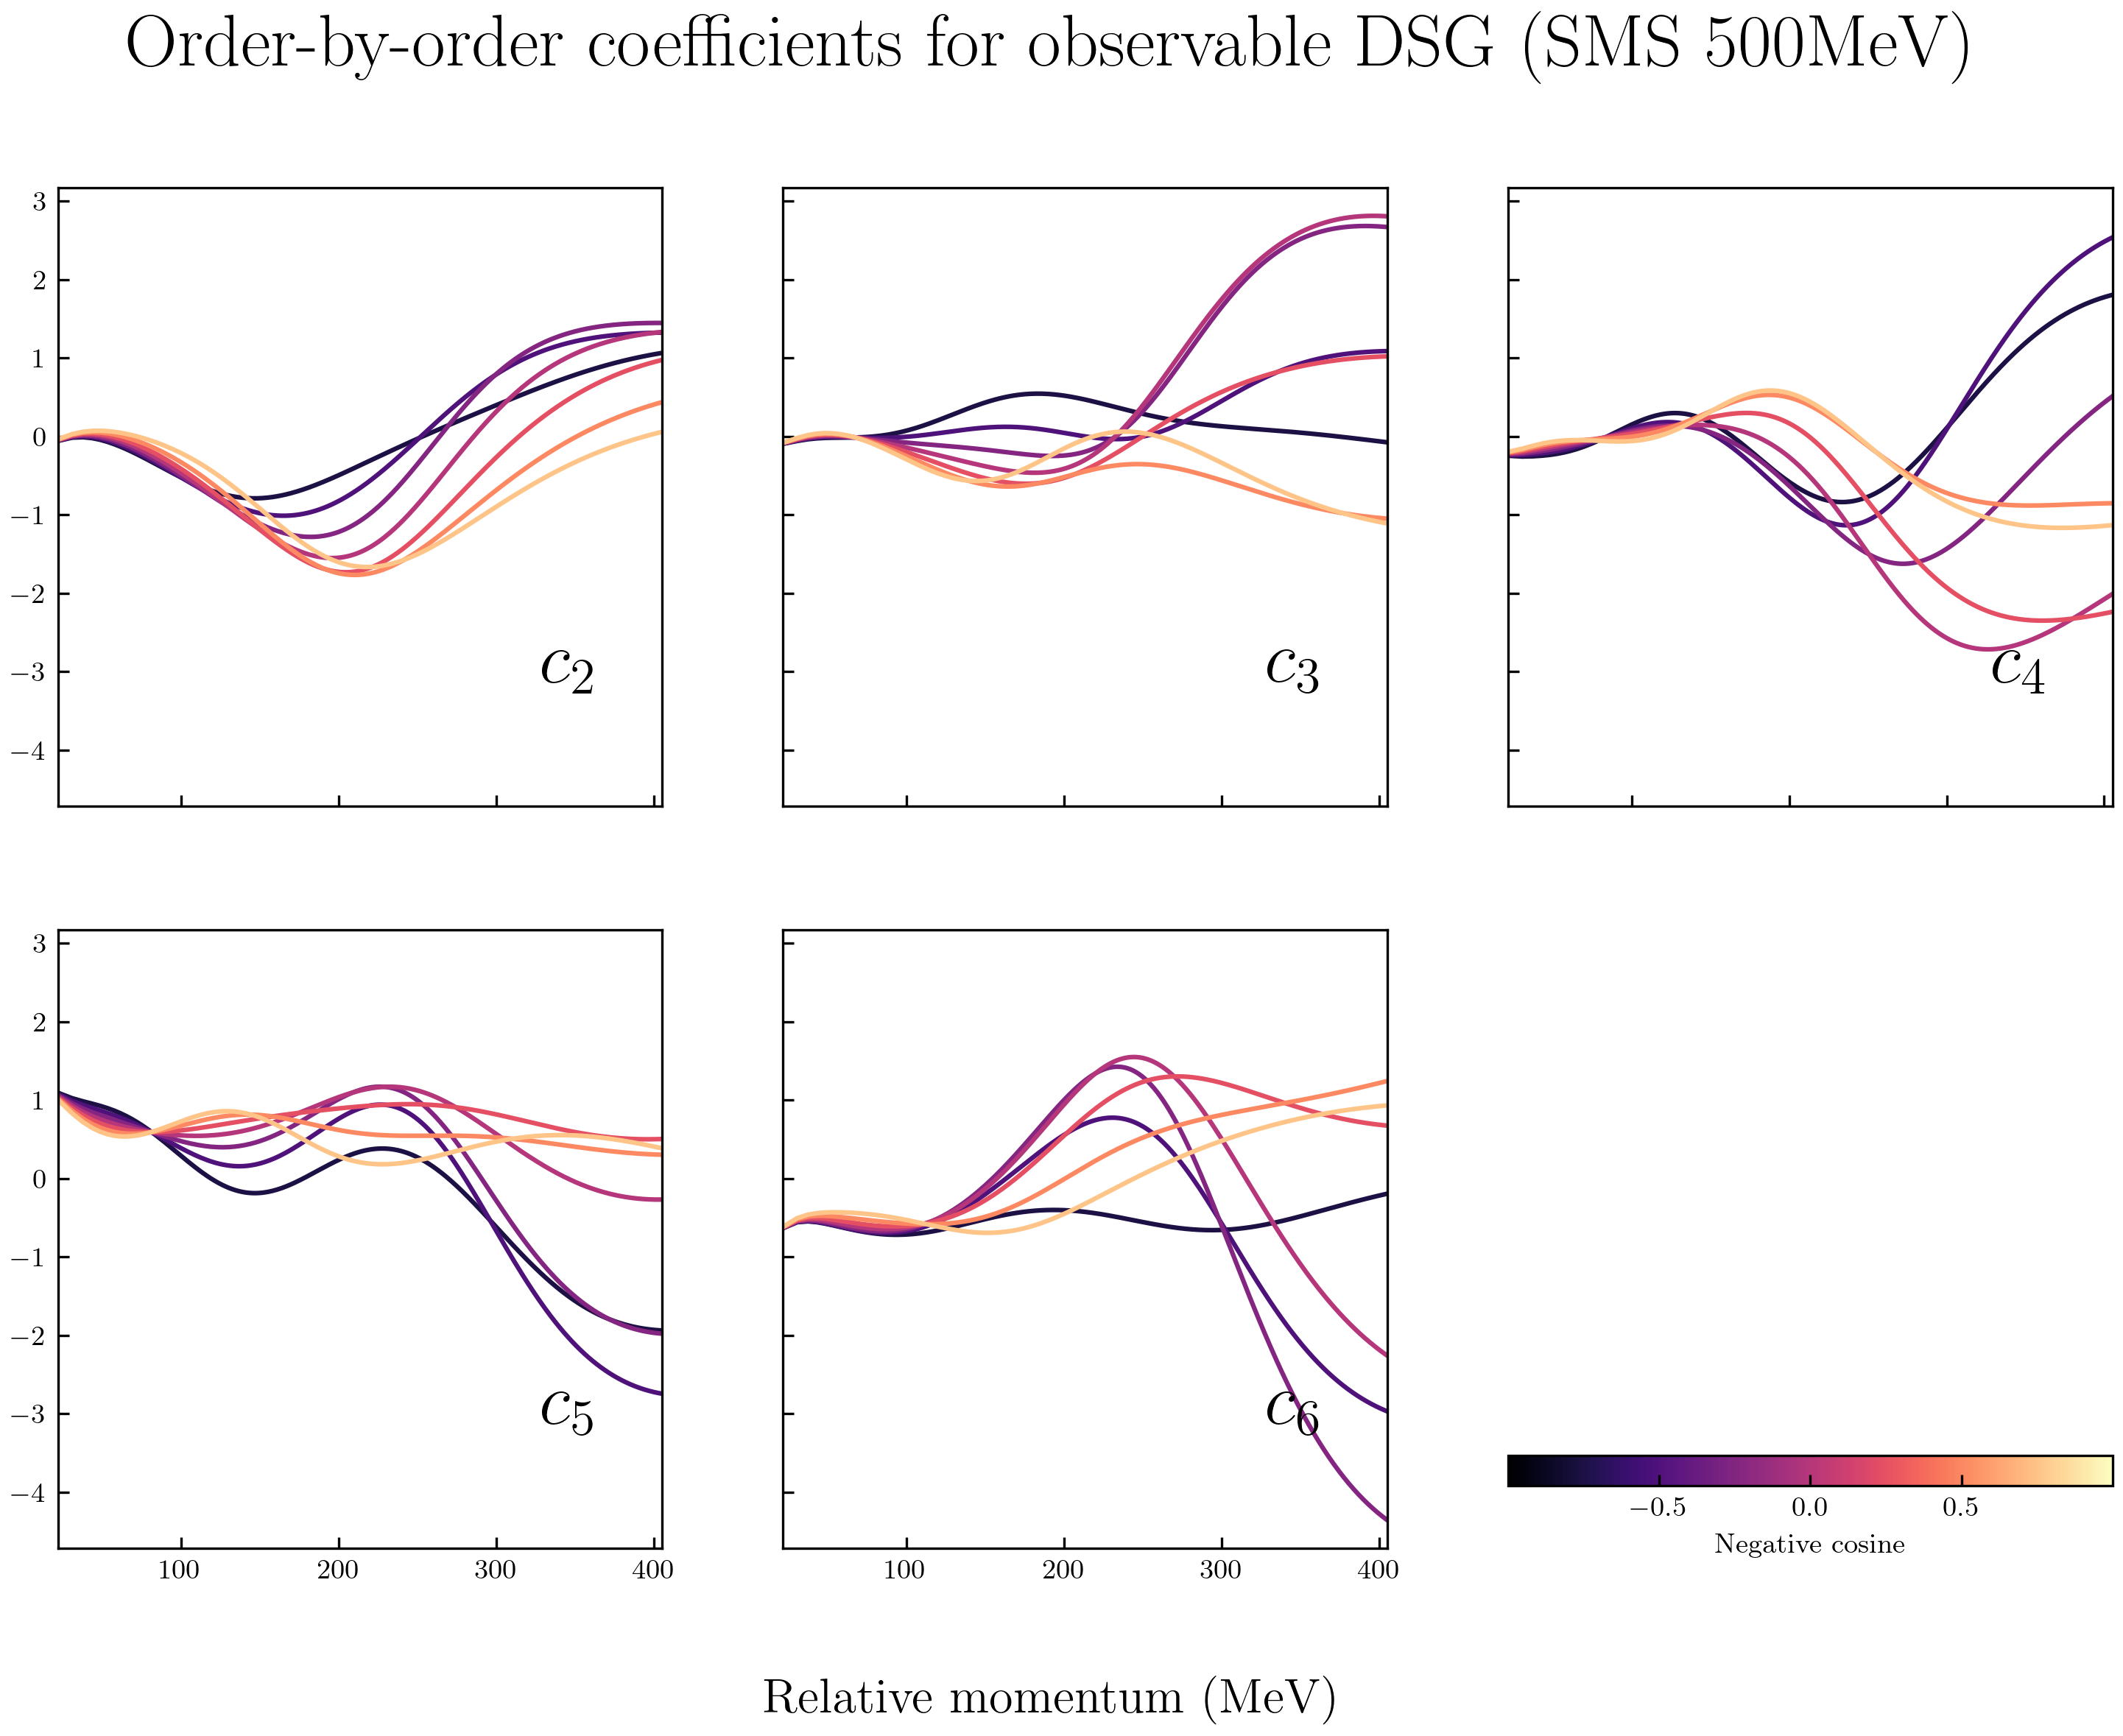 Order-by-order coefficients for observable DSG (SMS 500MeV)
3
2
1
0
−1
−2
−3
−4
c2
c3
c4
3
2
1
0
−1
−2
−3
−4
c5
c6
100 200 300 400
100 200 300 400
−0.5 0.0 0.5
Negative cosine
Relative momentum (MeV)